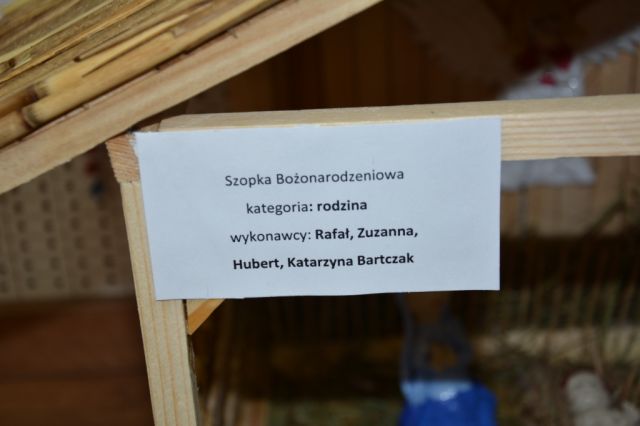 Szopka Bożonarodzeniowa
kategoria: rodzina
wykonawcy: Rafał, Zuzanna,
Hubert, Katarzyna Bartczak